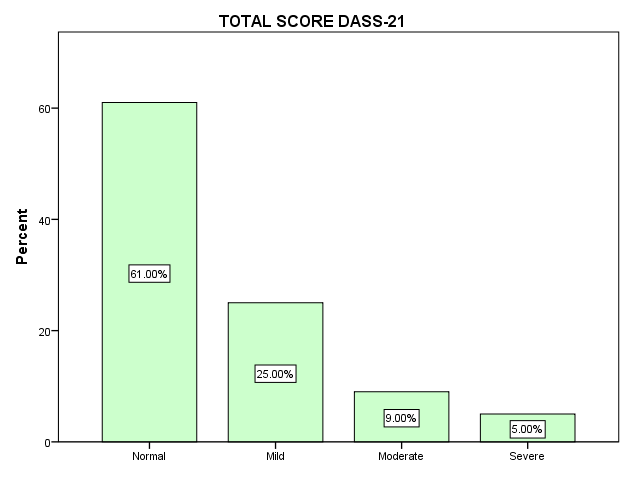 TOTAL SCORE DASS-21
Percent
60
40
20
0
61.00%
25.00%
9.00%
5.00%
Normal
Mild
Moderate
Severe